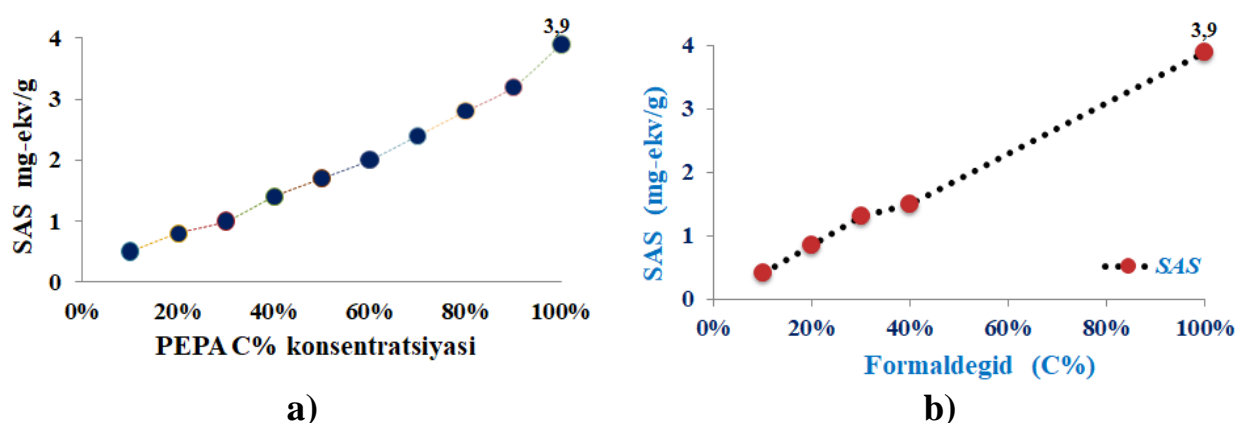 3,9
4
3
2
1
0
SAS mg-ekv/g
0% 20% 40% 60% 80% 100%
PEPA C% konsentratsiyasi
a)
3,9
4
3
2
1
0
SAS (mg-ekv/g)
SAS
0% 20% 40% 60% 80% 100%
Formaldegid (C%)
b)